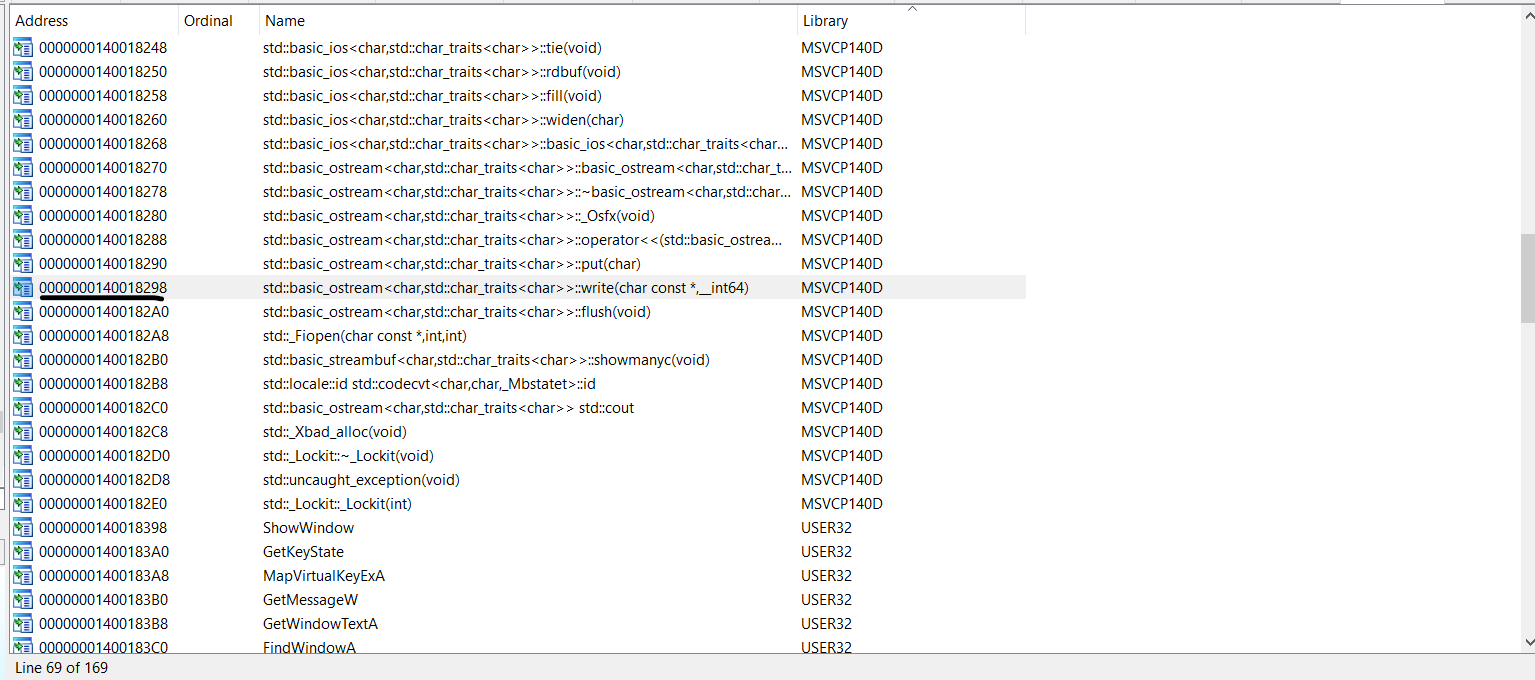 Address Ordinal Name Library
0000000140018248 std::basic_ios<char,std::char_traits<char>>::tie(void) MSVCP140D
0000000140018250 std::basic_ios<char,std::char_traits<char>>::rdbuf(void) MSVCP140D
0000000140018258 std::basic_ios<char,std::char_traits<char>>::fill(void) MSVCP140D
0000000140018260 std::basic_ios<char,std::char_traits<char>>::widen(char) MSVCP140D
0000000140018268 std::basic_ios<char,std::char_traits<char>>::basic_ios<char,std::char_traits<char... MSVCP140D
0000000140018270 std::basic_ostream<char,std::char_traits<char>>::basic_ostream<char,std::char_t... MSVCP140D
0000000140018278 std::basic_ostream<char,std::char_traits<char>>::~basic_ostream<char,std::char... MSVCP140D
0000000140018280 std::basic_ostream<char,std::char_traits<char>>::_Osfx(void) MSVCP140D
0000000140018288 std::basic_ostream<char,std::char_traits<char>>::operator<<(std::basic_ostrea... MSVCP140D
0000000140018290 std::basic_ostream<char,std::char_traits<char>>::put(char) MSVCP140D
0000000140018298 std::basic_ostream<char,std::char_traits<char>>::write(char const *,__int64) MSVCP140D
00000001400182A0 std::basic_ostream<char,std::char_traits<char>>::flush(void) MSVCP140D
00000001400182A8 std::_Fiopen(char const *,int,int) MSVCP140D
00000001400182B0 std::basic_streambuf<char,std::char_traits<char>>::showmanyc(void) MSVCP140D
00000001400182B8 std::locale::id std::codecvt<char,char,_Mbstatet>::id MSVCP140D
00000001400182C0 std::basic_ostream<char,std::char_traits<char>> std::cout MSVCP140D
00000001400182C8 std::_Xbad_alloc(void) MSVCP140D
00000001400182D0 std::_Lockit::~_Lockit(void) MSVCP140D
00000001400182D8 std::uncaught_exception(void) MSVCP140D
00000001400182E0 std::_Lockit::_Lockit(int) MSVCP140D
0000000140018398 ShowWindow USER32
00000001400183A0 GetKeyState USER32
00000001400183A8 MapVirtualKeyExA USER32
00000001400183B0 GetMessageW USER32
00000001400183B8 GetWindowTextA USER32
00000001400183C0 FindWindowA USER32
Line 69 of 169